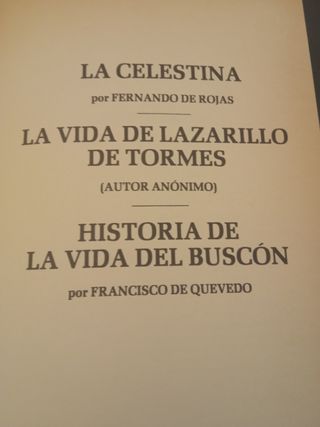 LA CELESTINA
por FERNANDO DE ROJAS
LA VIDA DE LAZARILLO
DE TORMES
(AUTOR ANÓNIMO)
HISTORIA DE
LA VIDA DEL BUSCÓN
por FRANCISCO DE QUEVEDO